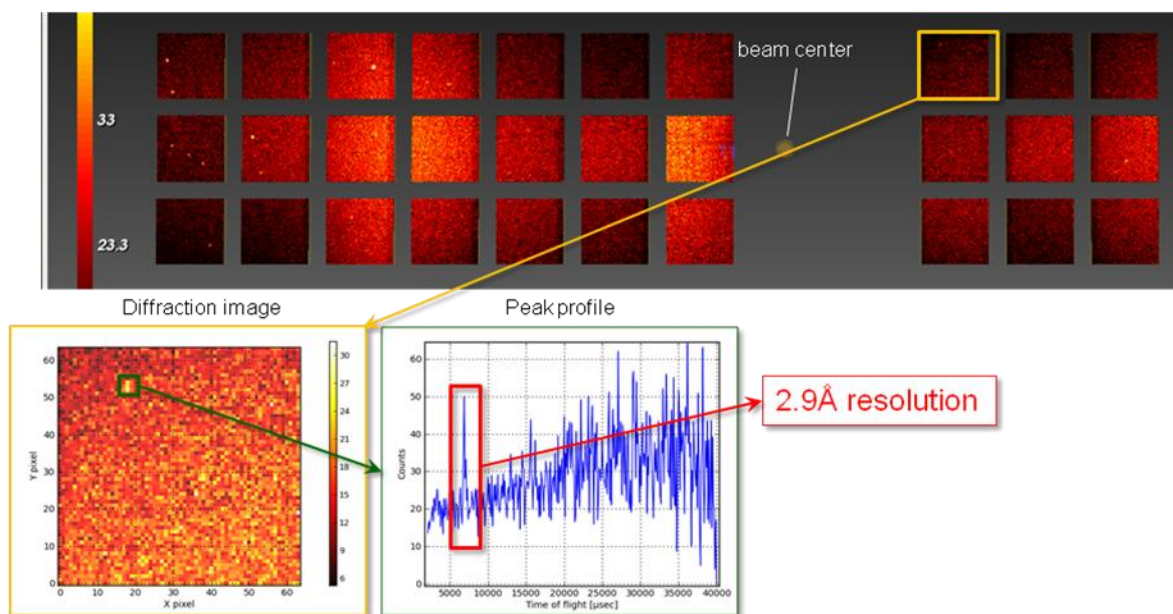 beam center
33
23.3
Diffraction image
Peak profile
60
50
40
30
20
10
0
Y pixel
0 10 20 30 40 50 60
X pixel
30
27
24
21
18
15
12
9
6
60
50
40
30
20
10
0
Counts
5000 10000 15000 20000 25000 30000 35000 40000
Time of flight [μsec]
2.9Å resolution